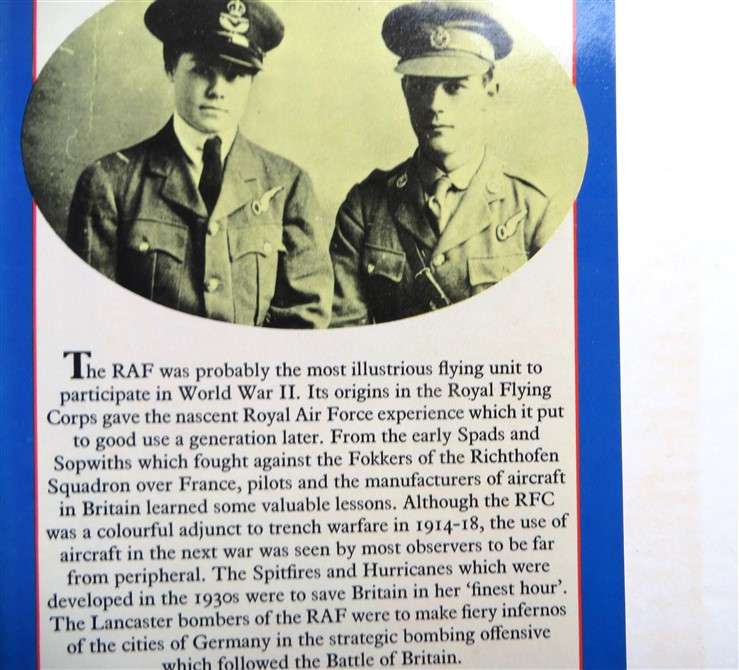 The RAF was probably the most illustrious flying unit to
participate in World War II. Its origins in the Royal Flying
Corps gave the nascent Royal Air Force experience which it put
to good use a generation later. From the early Spads and
Sopwiths which fought against the Fokkers of the Richthofen
Squadron over France, pilots and the manufacturers of aircraft
in Britain learned some valuable lessons. Although the RFC
was a colourful adjunct to trench warfare in 1914-18, the use of
aircraft in the next war was seen by most observers to be far
from peripheral. The Spitfires and Hurricanes which were
developed in the 1930s were to save Britain in her ‘finest hour’.
The Lancaster bombers of the RAF were to make fiery infernos
of the cities of Germany in the strategic bombing offensive
which followed the Battle of Britain.